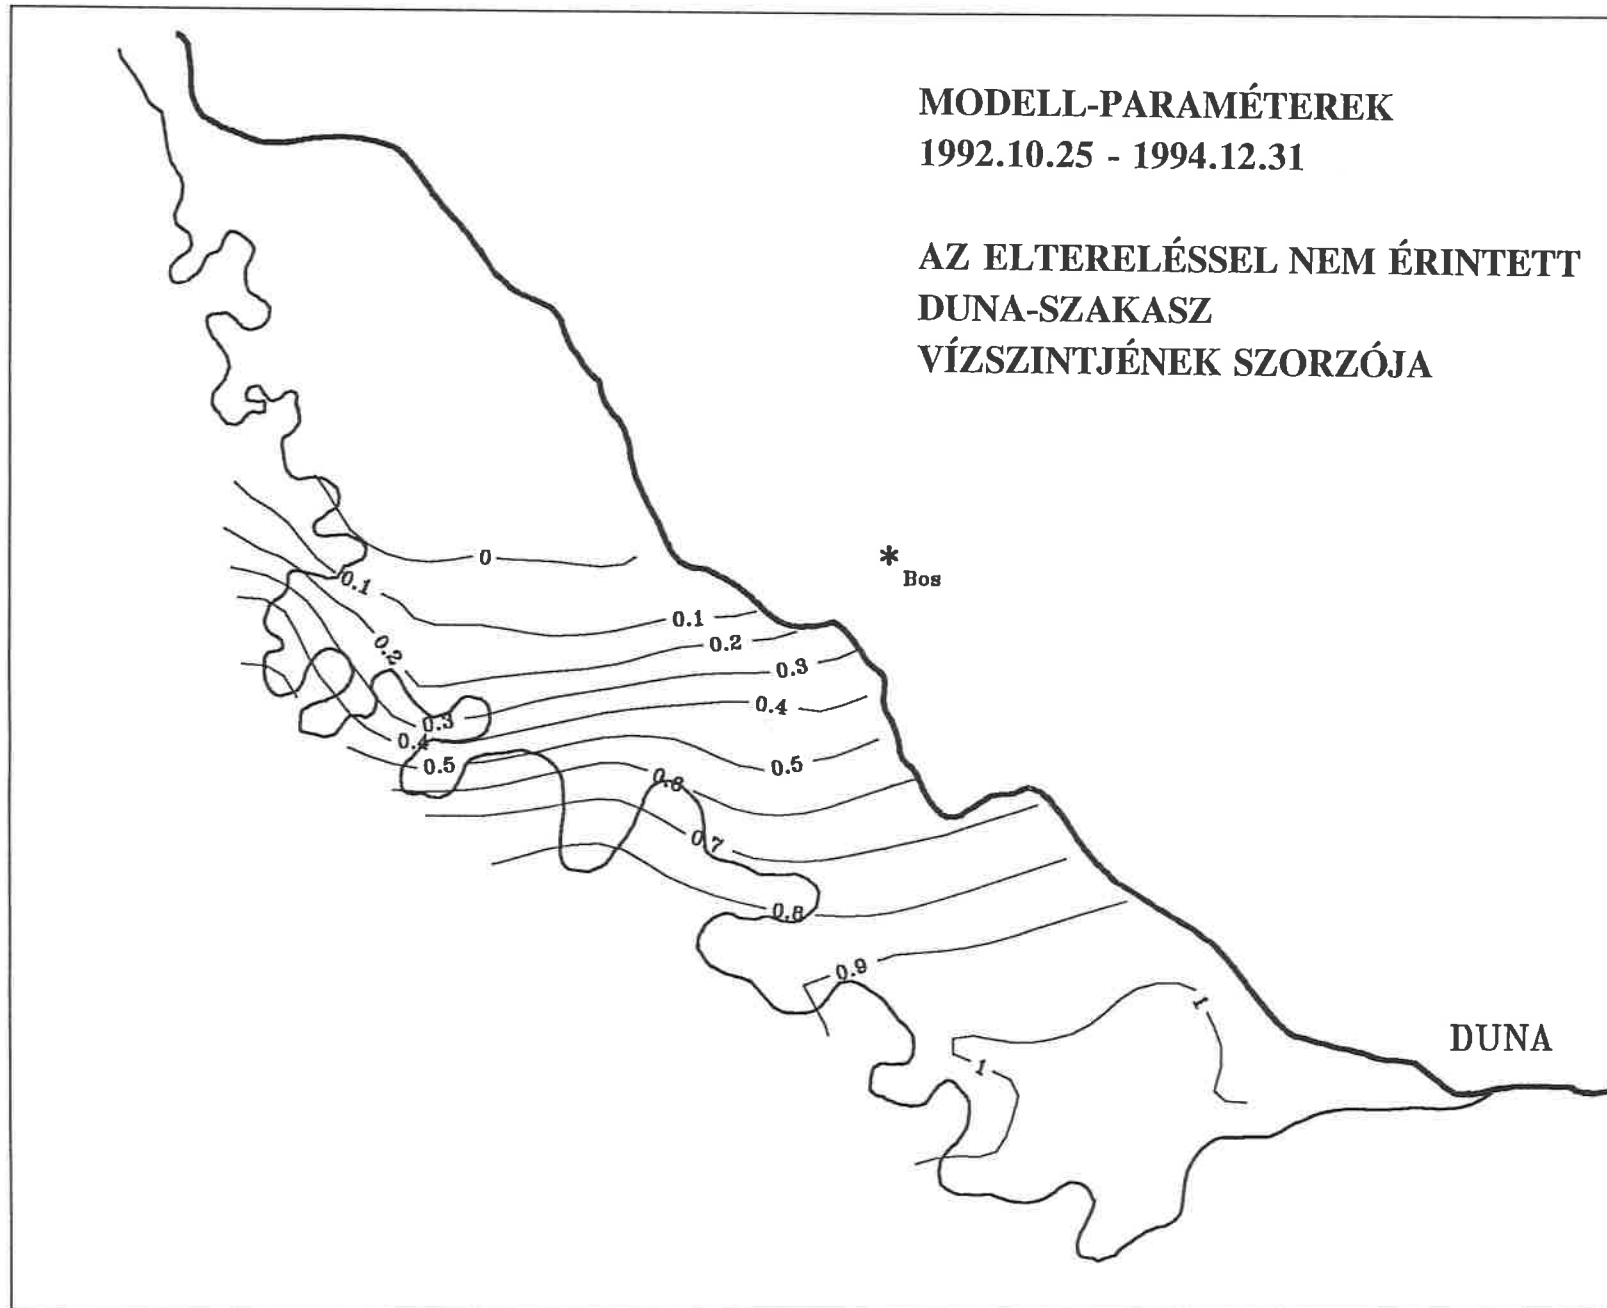 MODELL-PARAMÉTEREK
1992.10.25 - 1994.12.31
AZ ELTERELÉSSEL NEM ÉRINTETT
DUNA-SZAKASZ
VÍZSZINTJÉNEK SZORZÓJA
*
Bos
0
0.1
0.1
0.2
0.2
0.3
0.3
0.4
0.4
0.5
0.5
0.6
0.7
0.8
0.9
1
1
DUNA